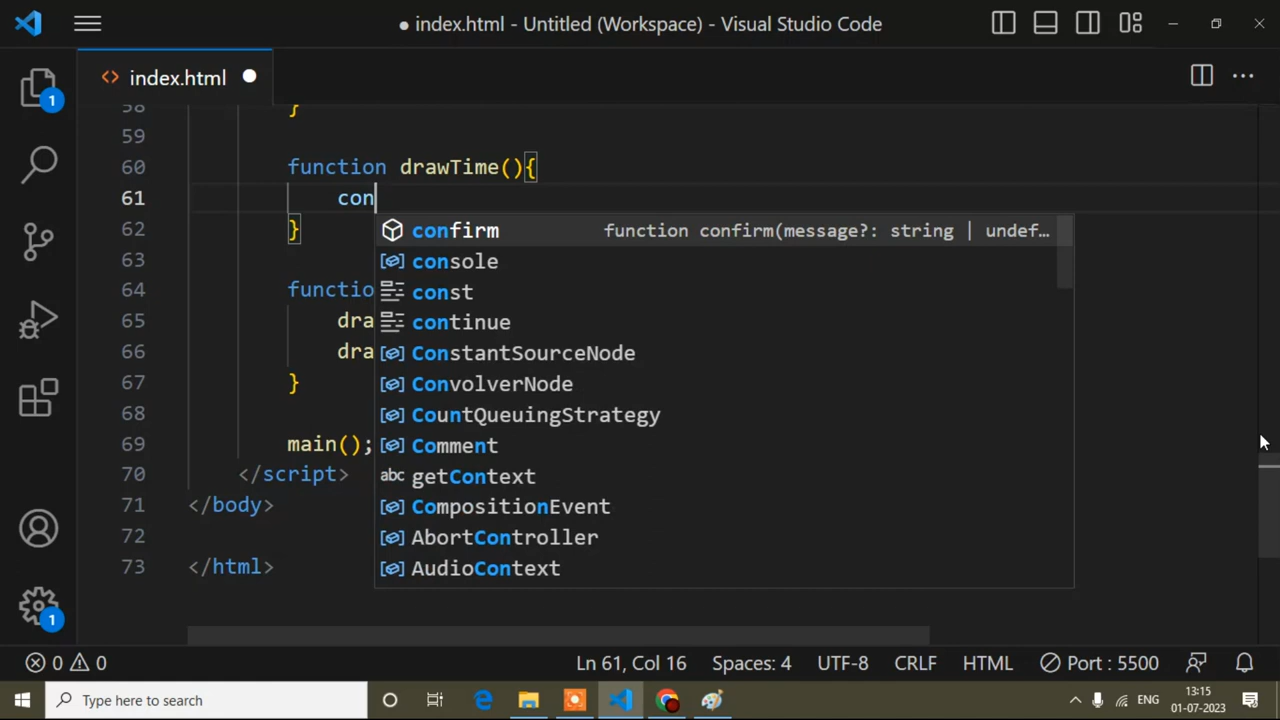 ● index.html - Untitled (Workspace) - Visual Studio Code
<> index.html ●
58 }
59
60 function drawTime(){
61 con
62 }
confirm function confirm(message?: string | undef…
console
63
const
64 functio
continue
65 dra
ConstantSourceNode
66 dra
ConvolverNode
67 }
CountQueuingStrategy
68
Comment
69 main();
abc getContext
70 </script>
CompositionEvent
71 </body>
AbortController
72
AudioContext
73 </html>
1
1
0 0 Ln 61, Col 16 Spaces: 4 UTF-8 CRLF HTML Port : 5500
Type here to search ENG 13:15
01-07-2023